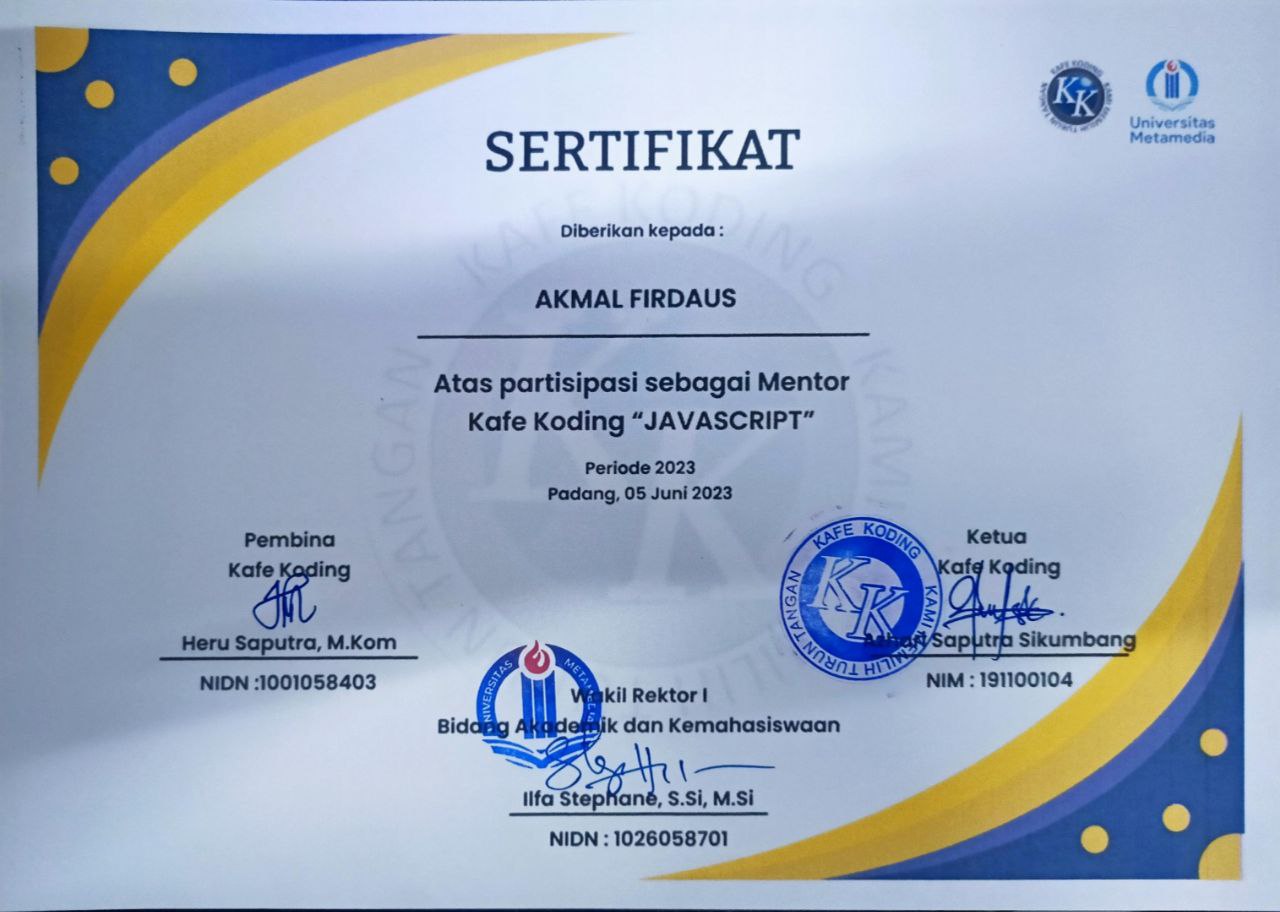 KAFE KODING KAMI MEMILIH TURUN TANGAN
KK
Universitas
Metamedia
SERTIFIKAT
Diberikan kepada :
AKMAL FIRDAUS
Atas partisipasi sebagai Mentor
Kafe Koding “JAVASCRIPT”
Periode 2023
Padang, 05 Juni 2023
Pembina
Kafe Koding
Heru Saputra, M.Kom
NIDN :1001058403
Ketua
Kafe Koding
Azhari Saputra Sikumbang
NIM : 191100104
KAFE KODING KAMI MEMILIH TURUN TANGAN
KK
UNIVERSITAS METAMEDIA
Wakil Rektor I
Bidang Akademik dan Kemahasiswaan
Ilfa Stephane, S.Si, M.Si
NIDN : 1026058701